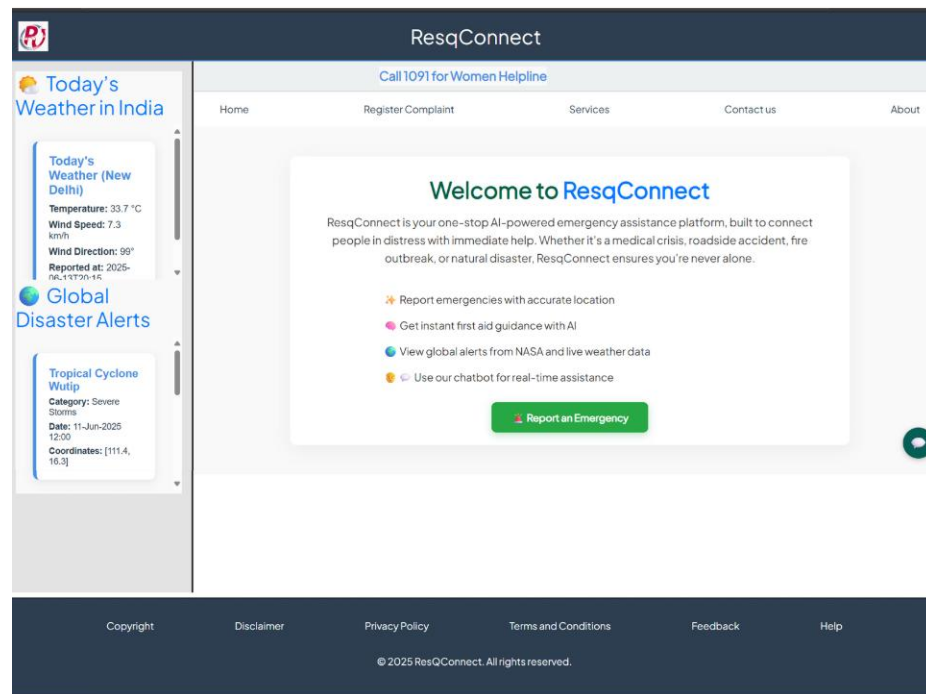 ResqConnect
Today's
Weather in India
Today's
Weather (New
Delhi)
Temperature: 33.7 °C
Wind Speed: 7.3
km/h
Wind Direction: 99°
Reported at: 2025-
06-13T20:15
Global
Disaster Alerts
Tropical Cyclone
Wutip
Category: Severe
Storms
Date: 11-Jun-2025
12:00
Coordinates: [111.4,
16.3]
Call 1091 for Women Helpline
Home Register Complaint Services Contact us About
Welcome to ResqConnect
ResqConnect is your one-stop AI-powered emergency assistance platform, built to connect
people in distress with immediate help. Whether it's a medical crisis, roadside accident, fire
outbreak, or natural disaster, ResqConnect ensures you're never alone.
Report emergencies with accurate location
Get instant first aid guidance with AI
View global alerts from NASA and live weather data
Use our chatbot for real-time assistance
Report an Emergency
Copyright Disclaimer Privacy Policy Terms and Conditions Feedback Help
© 2025 ResQConnect. All rights reserved.